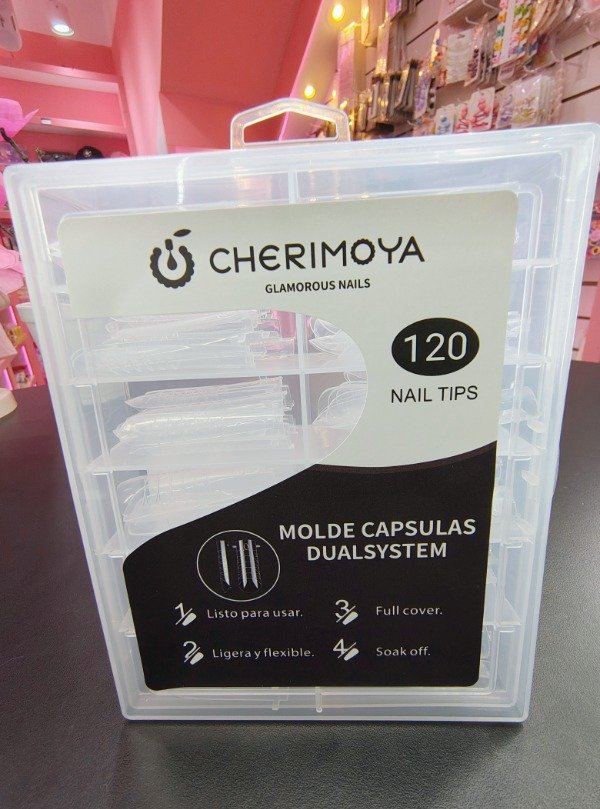 CHERIMOYA
GLAMOROUS NAILS
120
NAIL TIPS
MOLDE CAPSULAS
DUALSYSTEM
1 Listo para usar.
3 Full cover.
2 Ligera y flexible.
4 Soak off.